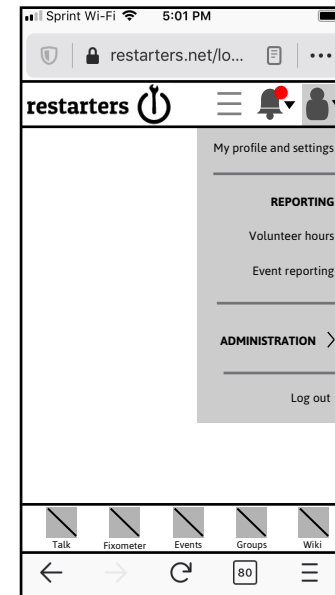 Sprint Wi-Fi 5:01 PM
restarters.net/lo...
restarters
My profile and settings
REPORTING
Volunteer hours
Event reporting
ADMINISTRATION
Log out
Talk Fixometer Events Groups Wiki
80